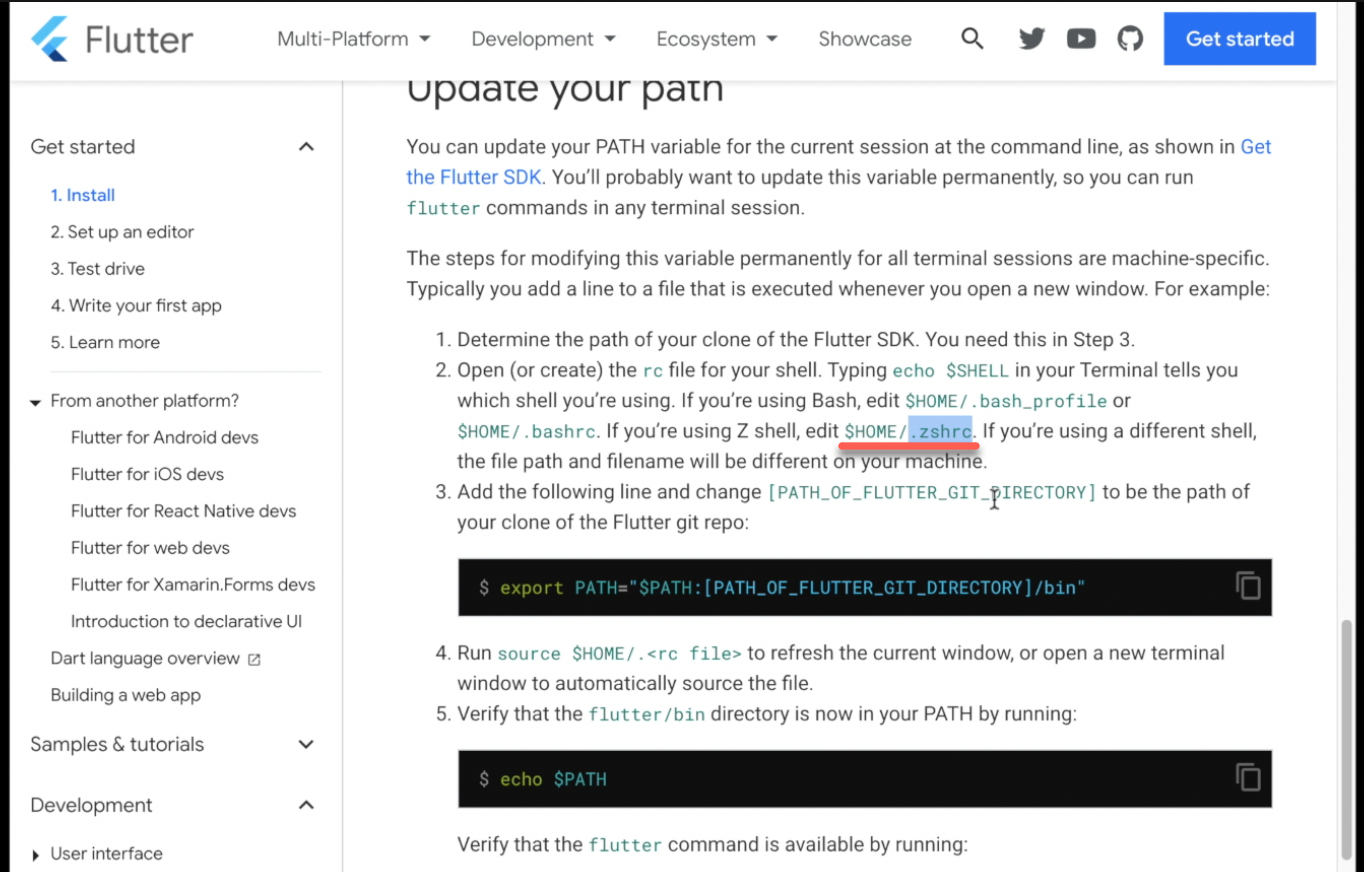 Flutter
Multi-Platform
Development
Ecosystem
Showcase
Get started
Get started
1. Install
2. Set up an editor
3. Test drive
4. Write your first app
5. Learn more
From another platform?
Flutter for Android devs
Flutter for iOS devs
Flutter for React Native devs
Flutter for web devs
Flutter for Xamarin.Forms devs
Introduction to declarative UI
Dart language overview
Building a web app
Samples & tutorials
Development
User interface
Update your path
You can update your PATH variable for the current session at the command line, as shown in Get
the Flutter SDK. You’ll probably want to update this variable permanently, so you can run
flutter commands in any terminal session.
The steps for modifying this variable permanently for all terminal sessions are machine-specific.
Typically you add a line to a file that is executed whenever you open a new window. For example:
1. Determine the path of your clone of the Flutter SDK. You need this in Step 3.
2. Open (or create) the rc file for your shell. Typing echo $SHELL in your Terminal tells you
which shell you’re using. If you’re using Bash, edit $HOME/.bash_profile or
$HOME/.bashrc. If you’re using Z shell, edit $HOME/.zshrc. If you’re using a different shell,
the file path and filename will be different on your machine.
3. Add the following line and change [PATH_OF_FLUTTER_GIT_DIRECTORY] to be the path of
your clone of the Flutter git repo:
$ export PATH="$PATH:[PATH_OF_FLUTTER_GIT_DIRECTORY]/bin"
4. Run source $HOME/.<rc file> to refresh the current window, or open a new terminal
window to automatically source the file.
5. Verify that the flutter/bin directory is now in your PATH by running:
$ echo $PATH
Verify that the flutter command is available by running: